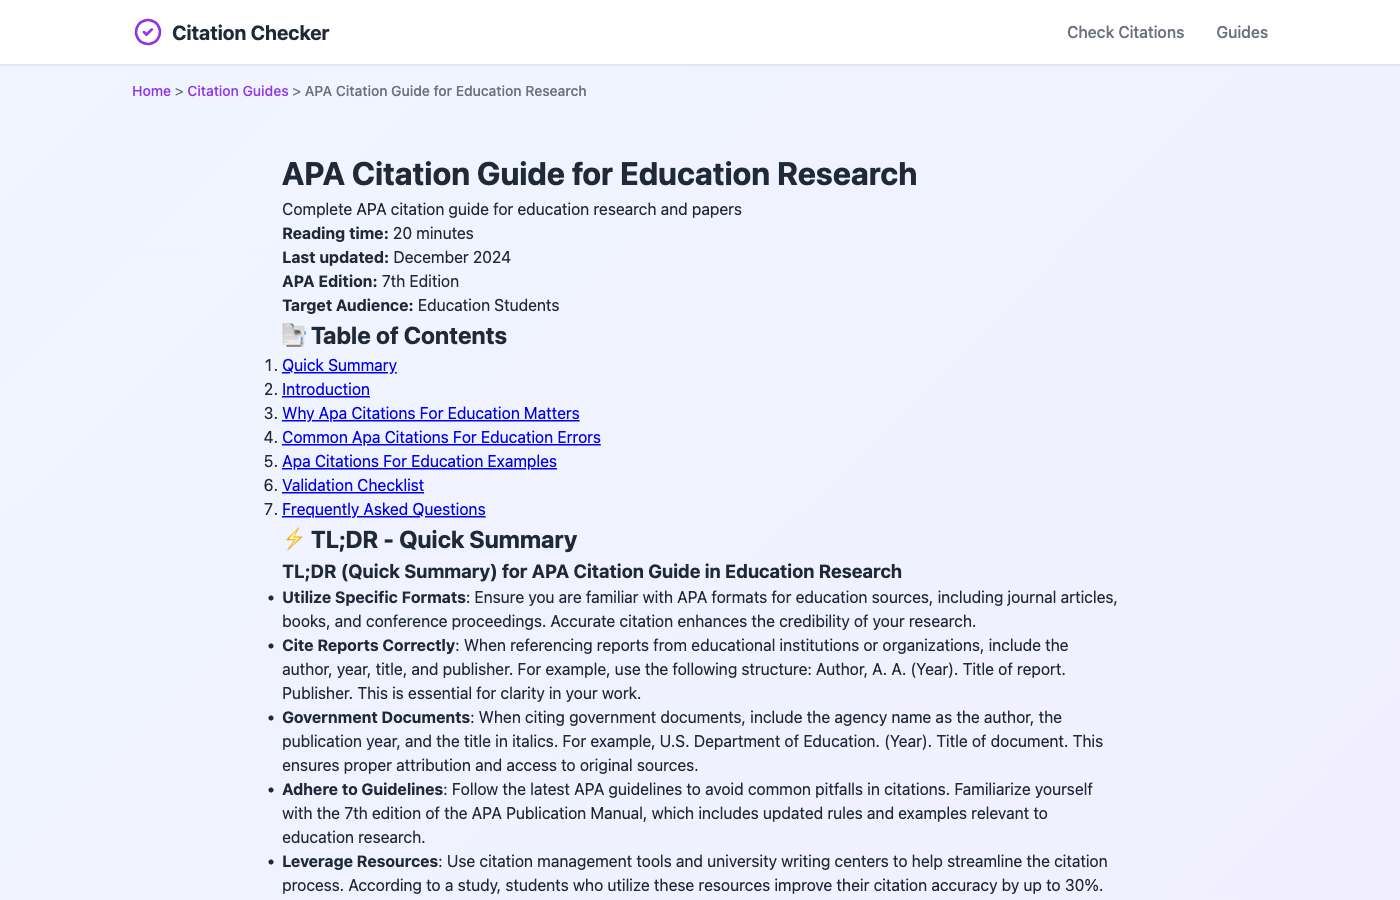 Citation Checker
Check Citations
Guides
Home > Citation Guides > APA Citation Guide for Education Research
APA Citation Guide for Education Research
Complete APA citation guide for education research and papers
Reading time: 20 minutes
Last updated: December 2024
APA Edition: 7th Edition
Target Audience: Education Students
Table of Contents
1. Quick Summary
2. Introduction
3. Why Apa Citations For Education Matters
4. Common Apa Citations For Education Errors
5. Apa Citations For Education Examples
6. Validation Checklist
7. Frequently Asked Questions
⚡ TL;DR - Quick Summary
TL;DR (Quick Summary) for APA Citation Guide in Education Research
• Utilize Specific Formats: Ensure you are familiar with APA formats for education sources, including journal articles,
books, and conference proceedings. Accurate citation enhances the credibility of your research.
• Cite Reports Correctly: When referencing reports from educational institutions or organizations, include the
author, year, title, and publisher. For example, use the following structure: Author, A. A. (Year). Title of report.
Publisher. This is essential for clarity in your work.
• Government Documents: When citing government documents, include the agency name as the author, the
publication year, and the title in italics. For example, U.S. Department of Education. (Year). Title of document. This
ensures proper attribution and access to original sources.
• Adhere to Guidelines: Follow the latest APA guidelines to avoid common pitfalls in citations. Familiarize yourself
with the 7th edition of the APA Publication Manual, which includes updated rules and examples relevant to
education research.
• Leverage Resources: Use citation management tools and university writing centers to help streamline the citation
process. According to a study, students who utilize these resources improve their citation accuracy by up to 30%.